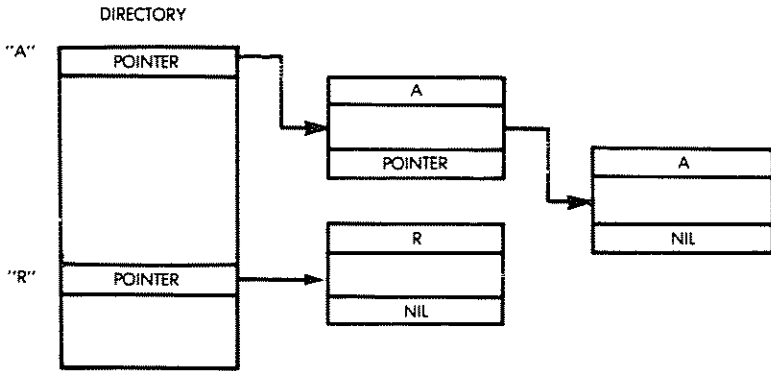 DIRECTORY
"A"
POINTER
A
POINTER
A
NIL
"R"
POINTER
R
NIL